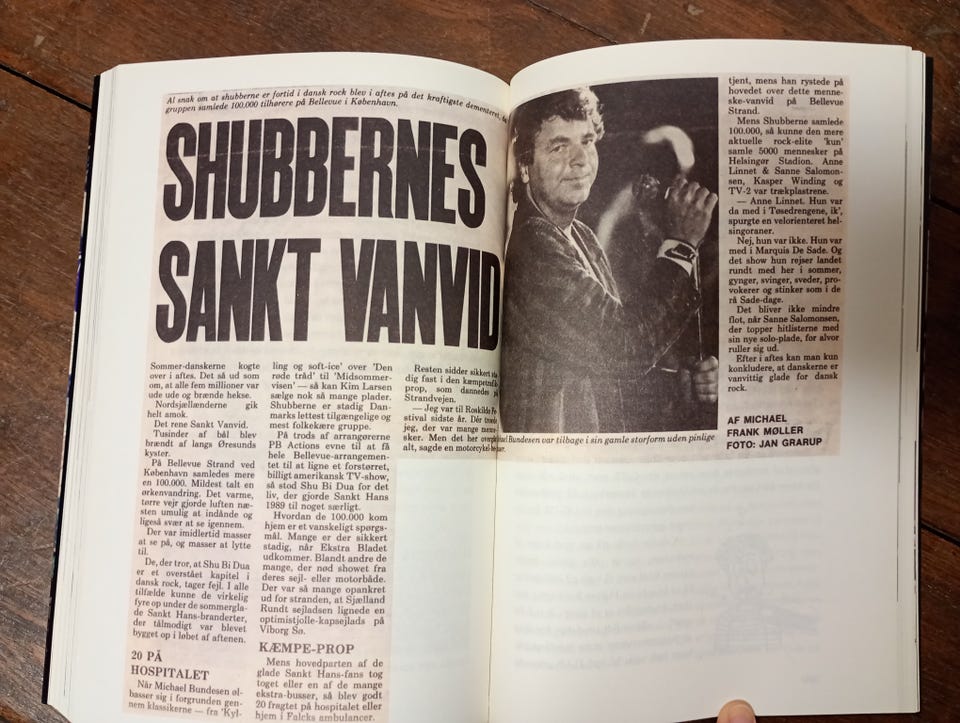 Al snak om at shubberne er fortid i dansk rock blev i aftes på det kraftigste dementeret,
gruppen samlede 100.000 tilhørere på Bellevue i København.
SHUBBERNES
SANKT VANVID
Sommer-danskerne kogte
over i aftes. Det så ud som
om, at alle fem millioner var
ude ude og brænde hekse.
Nordsjællænderne gik
helt amok.
Det rene Sankt Vanvid.
Tusinder af bål blev
brændt af langs Øresunds
kyster.
På Bellevue Strand ved
København samledes mere
en 100.000. Mildest talt en
ørkenvandring. Det varme,
tørre vejr gjorde luften næ-
sten umulig at indånde og
ligeså svær at se igennem.
Der var imidlertid masser
at se på, og masser at lytte
til.
De, der tror, at Shu Bi Dua
er et overstået kapitel i
dansk rock, tager fejl. I alle
tilfælde kunne de virkelig
fyre op under de sommergla-
de Sankt Hans-branderter,
der tålmodigt var blevet
bygget op i løbet af aftenen.
20 PÅ
HOSPITALET
Når Michael Bundesen øl-
basser sig i forgrunden gen-
nem klassikerne — fra 'Kyl-
ling og soft-ice' over 'Den
røde tråd' til 'Midsommer-
visen' — så kan Kim Larsen
sælge nok så mange plader.
Shubberne er stadig Dan-
marks lettest tilgængelige og
mest folkekære gruppe.
På trods af arrangørerne
PB Actions evne til at få
hele Bellevue-arrangemen-
tet til at ligne et forstørret,
billigt amerikansk TV-show,
så stod Shu Bi Dua for det
liv, der gjorde Sankt Hans
1989 til noget særligt.
Hvordan de 100.000 kom
hjem er et vanskeligt spørgs-
mål. Mange er der sikkert
stadig, når Ekstra Bladet
udkommer. Blandt andre de
mange, der nød showet fra
deres sejl- eller motorbåde.
Der var så mange opankret
ud for stranden, at Sjælland
Rundt sejladsen lignede en
optimistjolle-kapsejlads på
Viborg Sø.
KÆMPE-PROP
Mens hovedparten af de
glade Sankt Hans-fans tog
toget eller en af de mange
ekstra-busser, så blev godt
20 fragtet på hospitalet eller
hjem i Falcks ambulancer.
Resten sidder sikkert
dig fast i den kæmpetrafik-
prop, som dannedes på
Strandvejen.
— Jeg var til Roskilde Fe-
stival sidste år. Dér troede
jeg, der var mange menne-
sker. Men det her
alt, sagde en motorcykel-
Bundesen var tilbage i sin gamle storform uden pinlige
tjent, mens han rystede på
hovedet over dette menne-
ske-vanvid på Bellevue
Strand.
Mens Shubberne samlede
100.000, så kunne den mere
aktuelle rock-elite 'kun'
samle 5000 mennesker på
Helsingør Stadion. Anne
Linnet & Sanne Salomon-
sen, Kasper Winding og
TV-2 var trækplastrene.
— Anne Linnet. Hun var
da med i Tøsedrengene, ik',
spurgte en velorienteret hel-
singoraner.
Nej, hun var ikke. Hun var
med i Marquis De Sade. Og
det show hun rejser landet
rundt med her i sommer,
gynger, svinger, sveder, pro-
vokerer og stinker som i de
rå Sade-dage.
Det bliver ikke mindre
flot, når Sanne Salomonsen,
der topper hitlisterne med
sin nye solo-plade, for alvor
ruller sig ud.
Efter i aftes kan man kun
konkludere, at danskerne er
vanvittig glade for dansk
rock.
AF MICHAEL
FRANK MØLLER
FOTO: JAN GRARUP